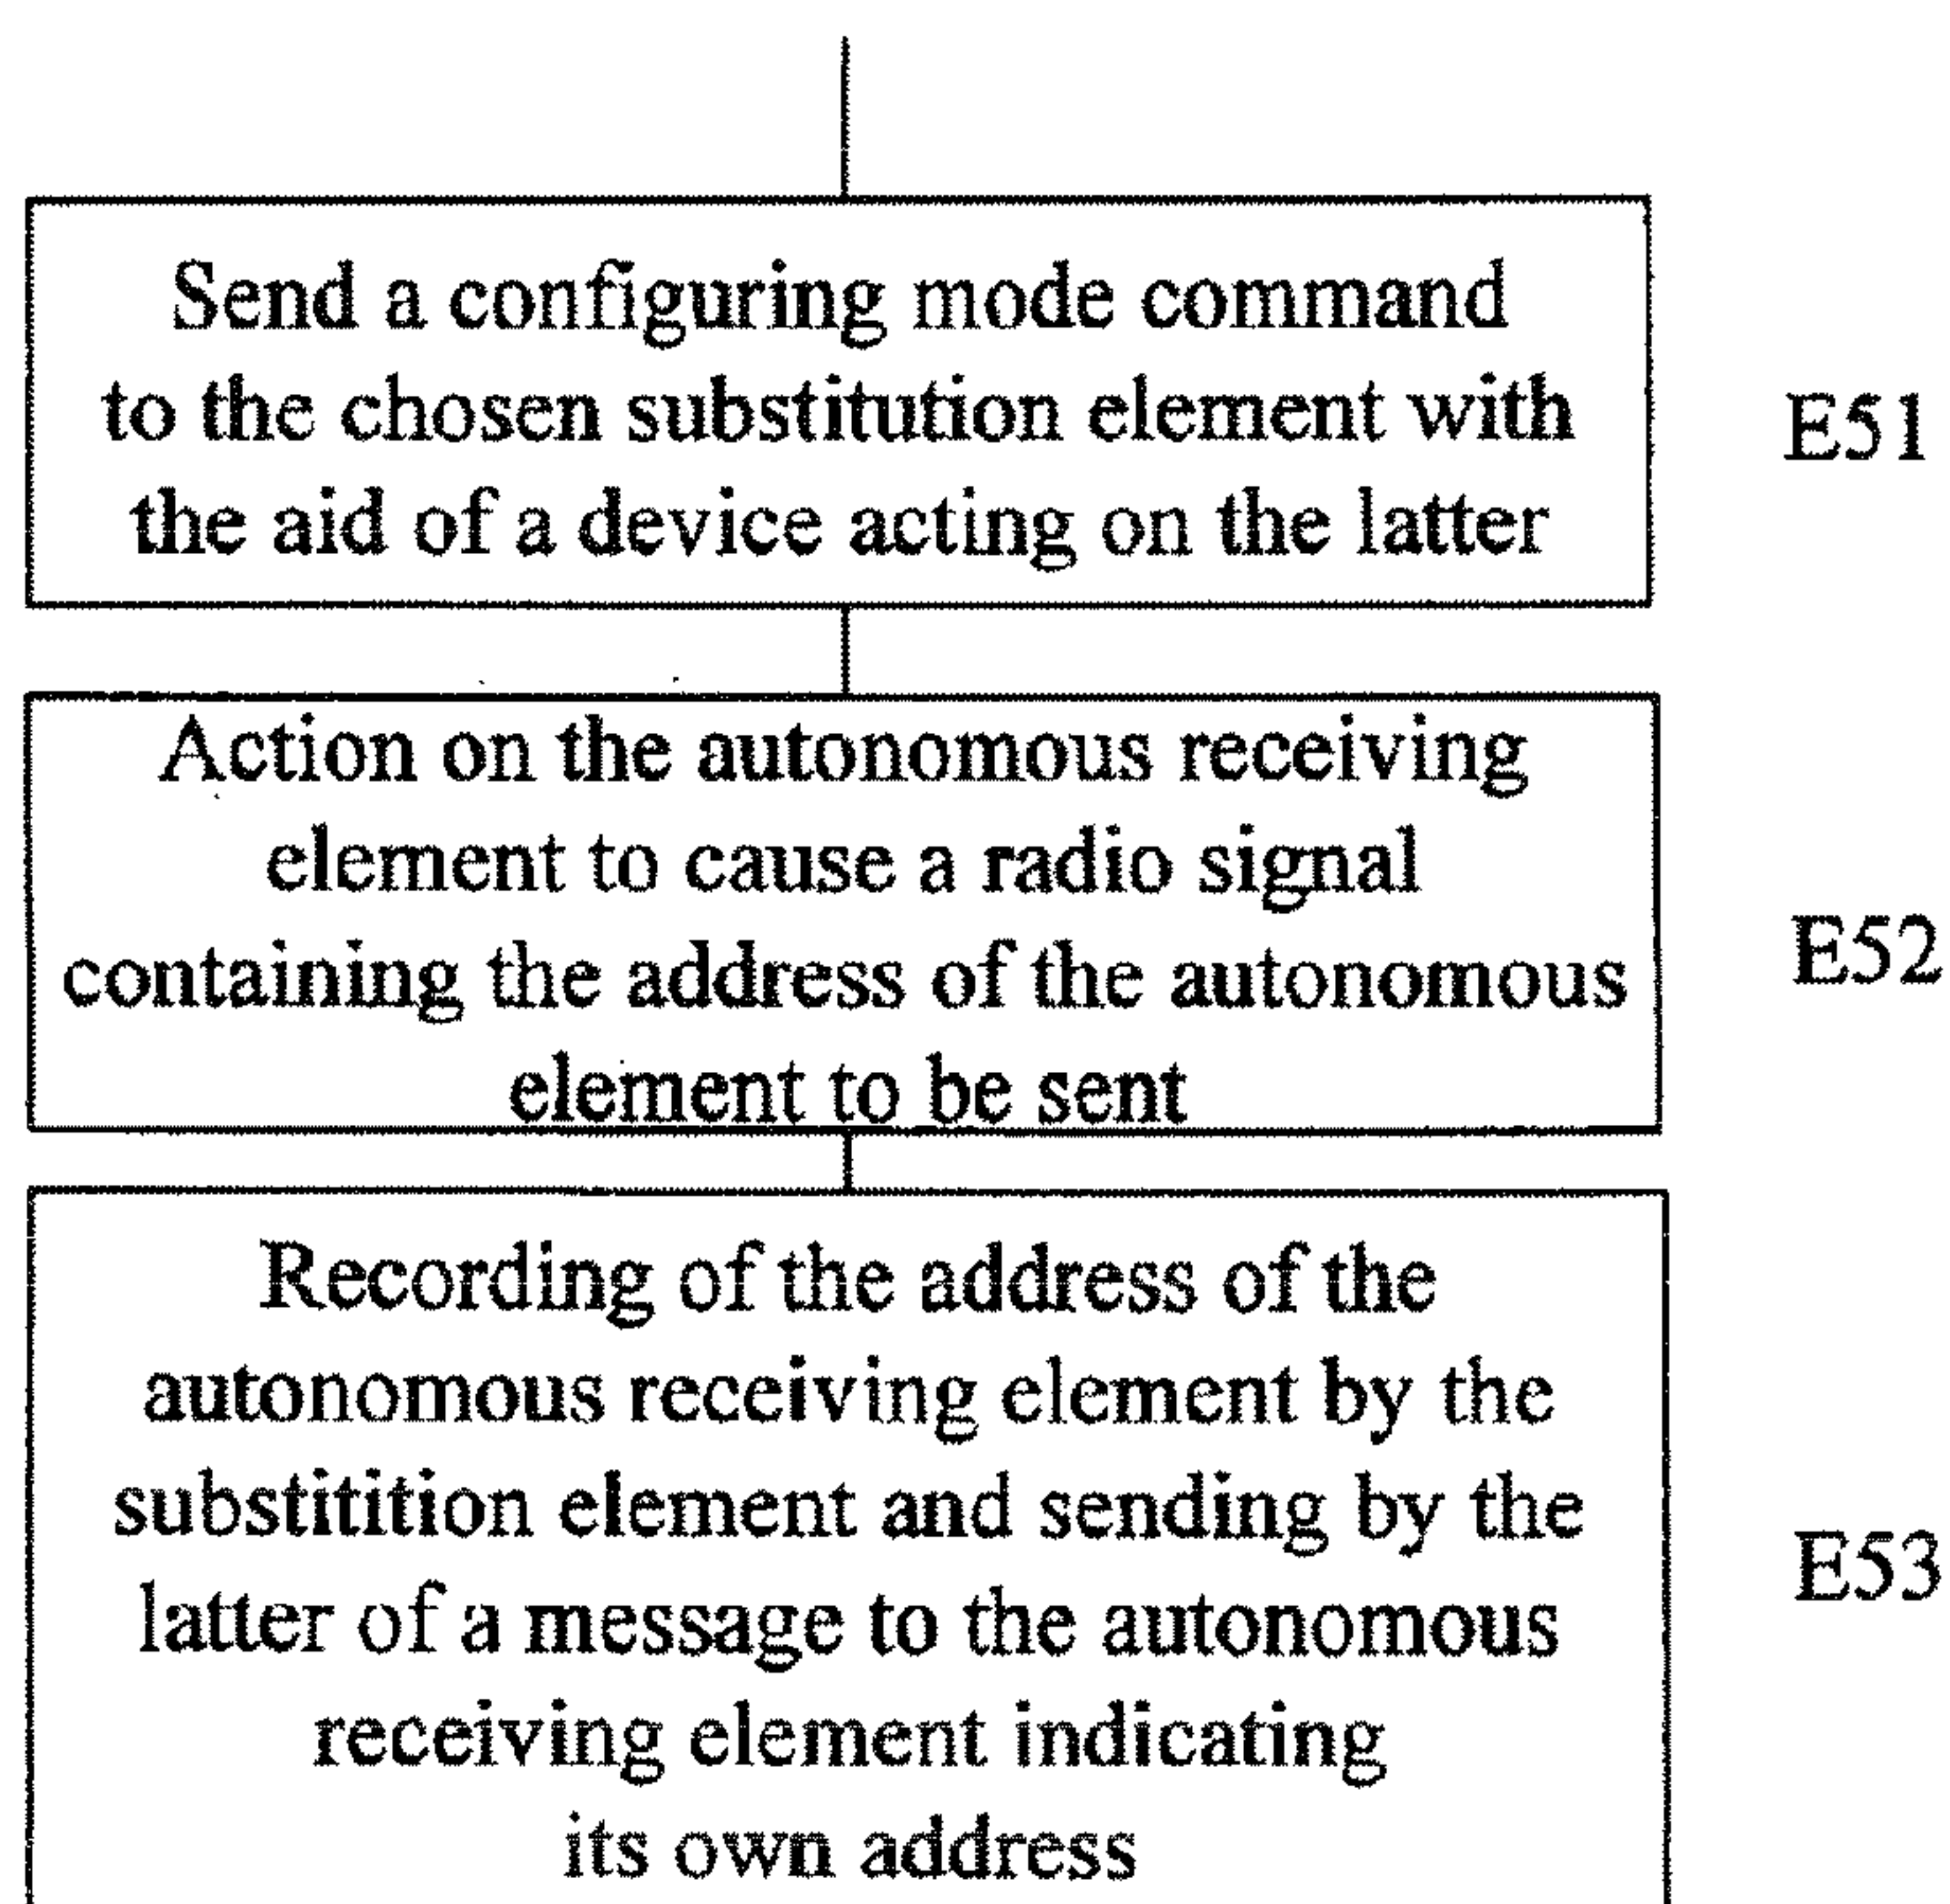 Send a configuring mode command
to the chosen substitution element with
the aid of a device acting on the latter
E51
Action on the autonomous receiving
element to cause a radio signal
containing the address of the autonomous
element to be sent
E52
Recording of the address of the
autonomous receiving element by the
substitition element and sending by the
latter of a message to the autonomous
receiving element indicating
its own address
E53